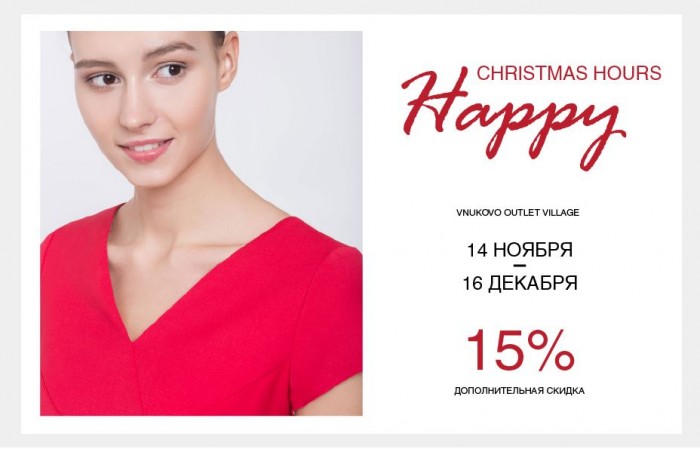 CHRISTMAS HOURS
Happy
VNUKOVO OUTLET VILLAGE
14 НОЯБРЯ
–
16 ДЕКАБРЯ
15%
ДОПОЛНИТЕЛЬНАЯ СКИДКА